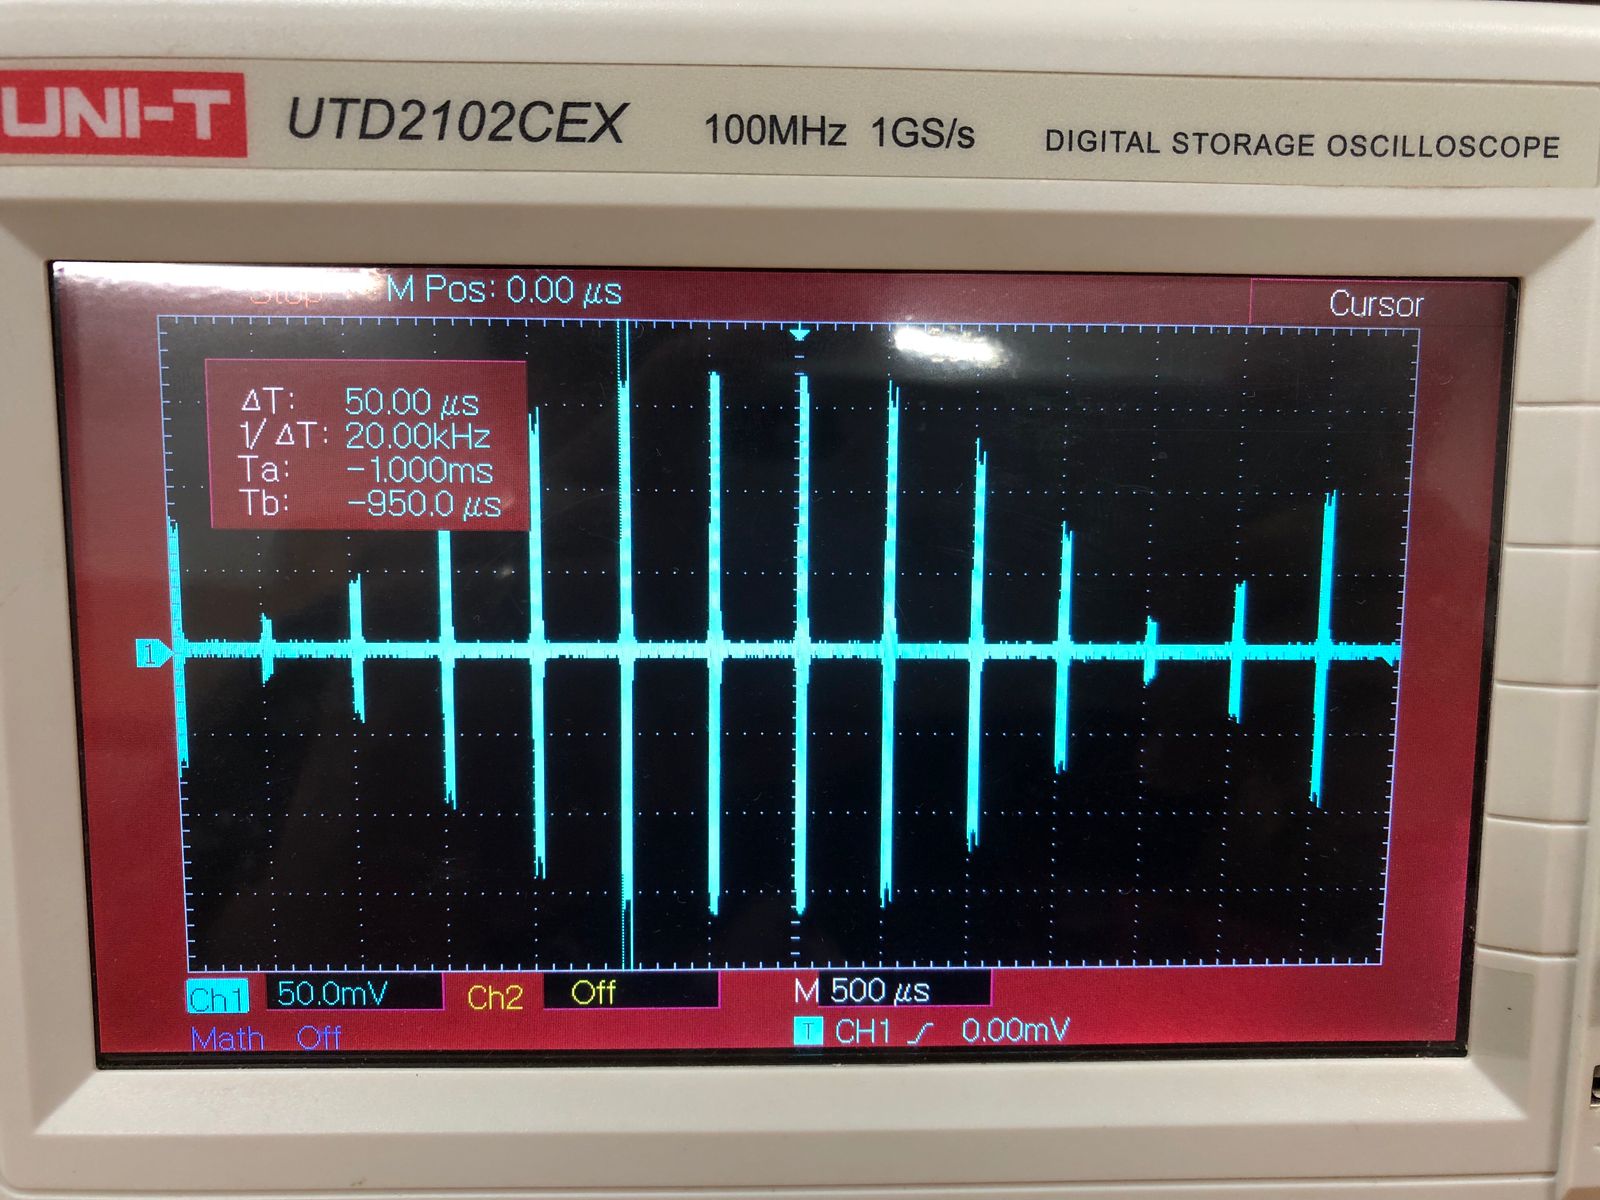 UNI-T UTD2102CEX 100MHz 1GS/s DIGITAL STORAGE OSCILLOSCOPE
Stop M Pos: 0.00 μs Cursor
ΔT: 50.00 μs
1/ΔT: 20.00kHz
Ta: -1.000ms
Tb: -950.0 μs
1
Ch1 50.0mV Ch2 Off M 500 μs
Math Off T CH1 0.00mV